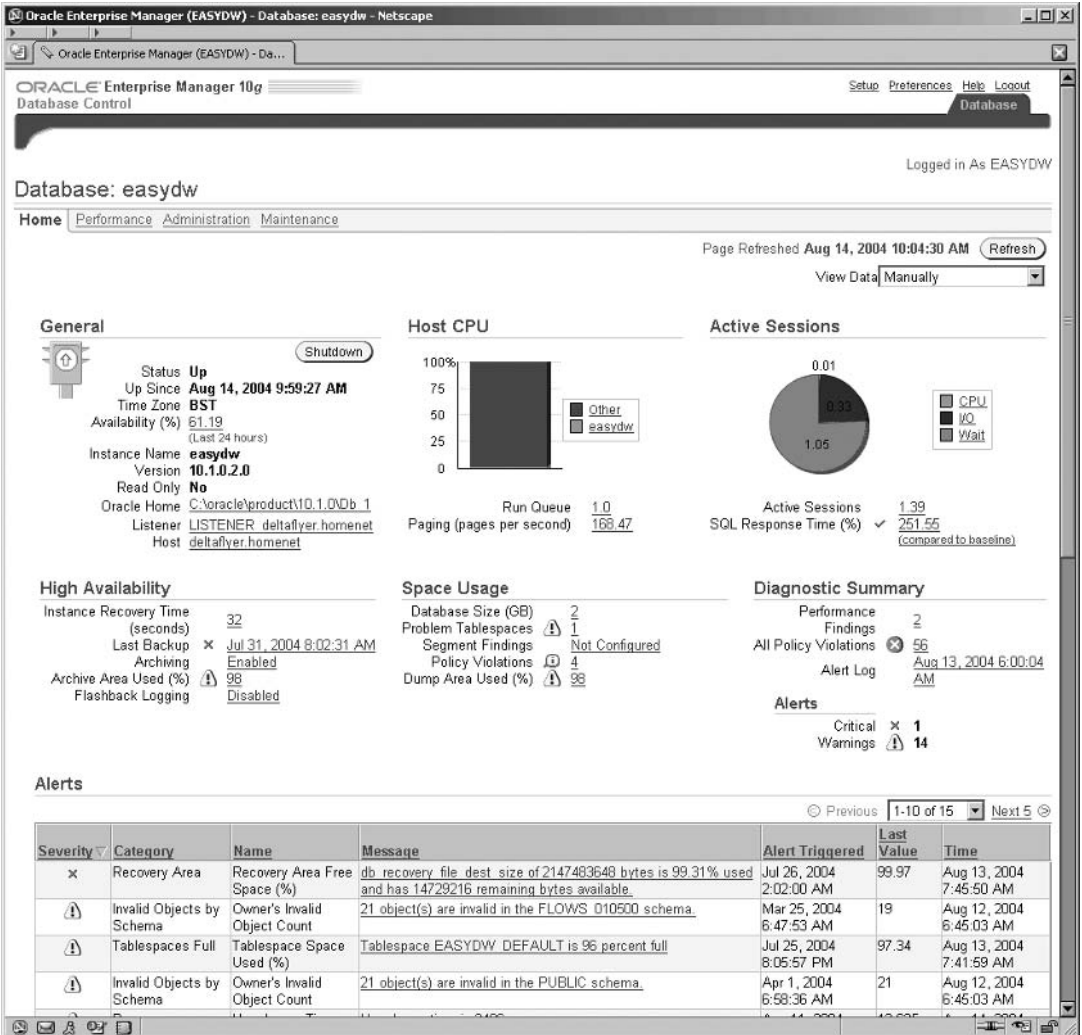 Oracle Enterprise Manager (EASYDW) - Database: easydw - Netscape
Oracle Enterprise Manager (EASYDW) - Da...
ORACLE Enterprise Manager 10g
Database Control
Setup Preferences Help Logout
Database
Logged in As EASYDW
Database: easydw
Home Performance Administration Maintenance
Page Refreshed Aug 14, 2004 10:04:30 AM Refresh
View Data Manually
General
Shutdown
Status Up
Up Since Aug 14, 2004 9:59:27 AM
Time Zone BST
Availability (%) 61.19
(Last 24 hours)
Instance Name easydw
Version 10.1.0.2.0
Read Only No
Oracle Home C:\oracle\product\10.1.0\Db_1
Listener LISTENER_deltaflyer.homenet
Host deltaflyer.homenet
Host CPU
100%
75
50
25
0
Other
easydw
Run Queue 1.0
Paging (pages per second) 168.47
Active Sessions
0.01
0.33
1.05
CPU
I/O
Wait
Active Sessions 1.39
SQL Response Time (%) 251.55
(compared to baseline)
High Availability
Instance Recovery Time
(seconds) 32
Last Backup Jul 31, 2004 8:02:31 AM
Archiving Enabled
Archive Area Used (%) 98
Flashback Logging Disabled
Space Usage
Database Size (GB) 2
Problem Tablespaces 1
Segment Findings Not Configured
Policy Violations 4
Dump Area Used (%) 98
Diagnostic Summary
Performance
Findings 2
All Policy Violations 56
Alert Log Aug 13, 2004 6:00:04
AM
Alerts
Critical 1
Warnings 14
Alerts
Previous 1-10 of 15 Next 5
Severity Category Name Message Alert Triggered Last Value Time
Recovery Area Recovery Area Free db_recovery_file_dest_size of 2147483648 bytes is 99.31% used Jul 26, 2004 99.97 Aug 13, 2004
Space (%) and has 14729216 remaining bytes available. 2:02:00 AM 7:45:50 AM
Invalid Objects by Owner's Invalid 21 object(s) are invalid in the FLOWS_010500 schema. Mar 25, 2004 19 Aug 12, 2004
Schema Object Count 6:47:53 AM 6:45:03 AM
Tablespaces Full Tablespace Space Tablespace EASYDW_DEFAULT is 96 percent full Jul 25, 2004 97.34 Aug 13, 2004
Used (%) 8:05:57 PM 7:41:59 AM
Invalid Objects by Owner's Invalid 21 object(s) are invalid in the PUBLIC schema. Apr 1, 2004 21 Aug 12, 2004
Schema Object Count 6:58:36 AM 6:45:03 AM